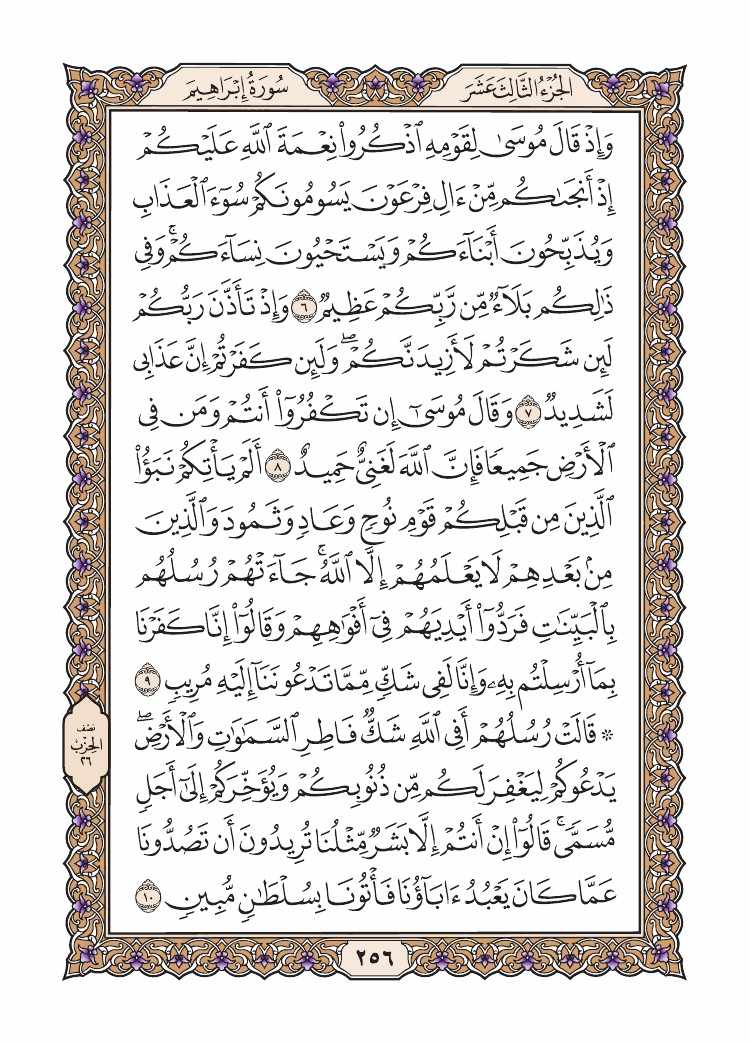 الجُزْءُ الثَّالِثَ عَشَرَ
سُورَةُ إِبْرَاهِيمَ
وَإِذْ قَالَ مُوسَىٰ لِقَوْمِهِ ٱذْكُرُوا۟ نِعْمَةَ ٱللَّهِ عَلَيْكُمْ
إِذْ أَنجَىٰكُم مِّنْ ءَالِ فِرْعَوْنَ يَسُومُونَكُمْ سُوٓءَ ٱلْعَذَابِ
وَيُذَبِّحُونَ أَبْنَآءَكُمْ وَيَسْتَحْيُونَ نِسَآءَكُمْ ۚ وَفِى
ذَٰلِكُم بَلَآءٌ مِّن رَّبِّكُمْ عَظِيمٌ ٦ وَإِذْ تَأَذَّنَ رَبُّكُمْ
لَئِن شَكَرْتُمْ لَأَزِيدَنَّكُمْ ۖ وَلَئِن كَفَرْتُمْ إِنَّ عَذَابِى
لَشَدِيدٌ ٧ وَقَالَ مُوسَىٰٓ إِن تَكْفُرُوٓا۟ أَنتُمْ وَمَن فِى
ٱلْأَرْضِ جَمِيعًا فَإِنَّ ٱللَّهَ لَغَنِىٌّ حَمِيدٌ ٨ أَلَمْ يَأْتِكُمْ نَبَؤُا۟
ٱلَّذِينَ مِن قَبْلِكُمْ قَوْمِ نُوحٍ وَعَادٍ وَثَمُودَ وَٱلَّذِينَ
مِنۢ بَعْدِهِمْ لَا يَعْلَمُهُمْ إِلَّا ٱللَّهُ ۚ جَآءَتْهُمْ رُسُلُهُم
بِٱلْبَيِّنَٰتِ فَرَدُّوٓا۟ أَيْدِيَهُمْ فِىٓ أَفْوَٰهِهِمْ وَقَالُوٓا۟ إِنَّا كَفَرْنَا
بِمَآ أُرْسِلْتُم بِهِۦ وَإِنَّا لَفِى شَكٍّ مِّمَّا تَدْعُونَنَآ إِلَيْهِ مُرِيبٍ ٩
۞ قَالَتْ رُسُلُهُمْ أَفِى ٱللَّهِ شَكٌّ فَاطِرِ ٱلسَّمَٰوَٰتِ وَٱلْأَرْضِ ۖ
يَدْعُوكُمْ لِيَغْفِرَ لَكُم مِّن ذُنُوبِكُمْ وَيُؤَخِّرَكُمْ إِلَىٰٓ أَجَلٍ
مُّسَمًّى ۚ قَالُوٓا۟ إِنْ أَنتُمْ إِلَّا بَشَرٌ مِّثْلُنَا تُرِيدُونَ أَن تَصُدُّونَا
عَمَّا كَانَ يَعْبُدُ ءَابَآؤُنَا فَأْتُونَا بِسُلْطَٰنٍ مُّبِينٍ ١٠
نصف
الحزب
٢٦
٢٥٦